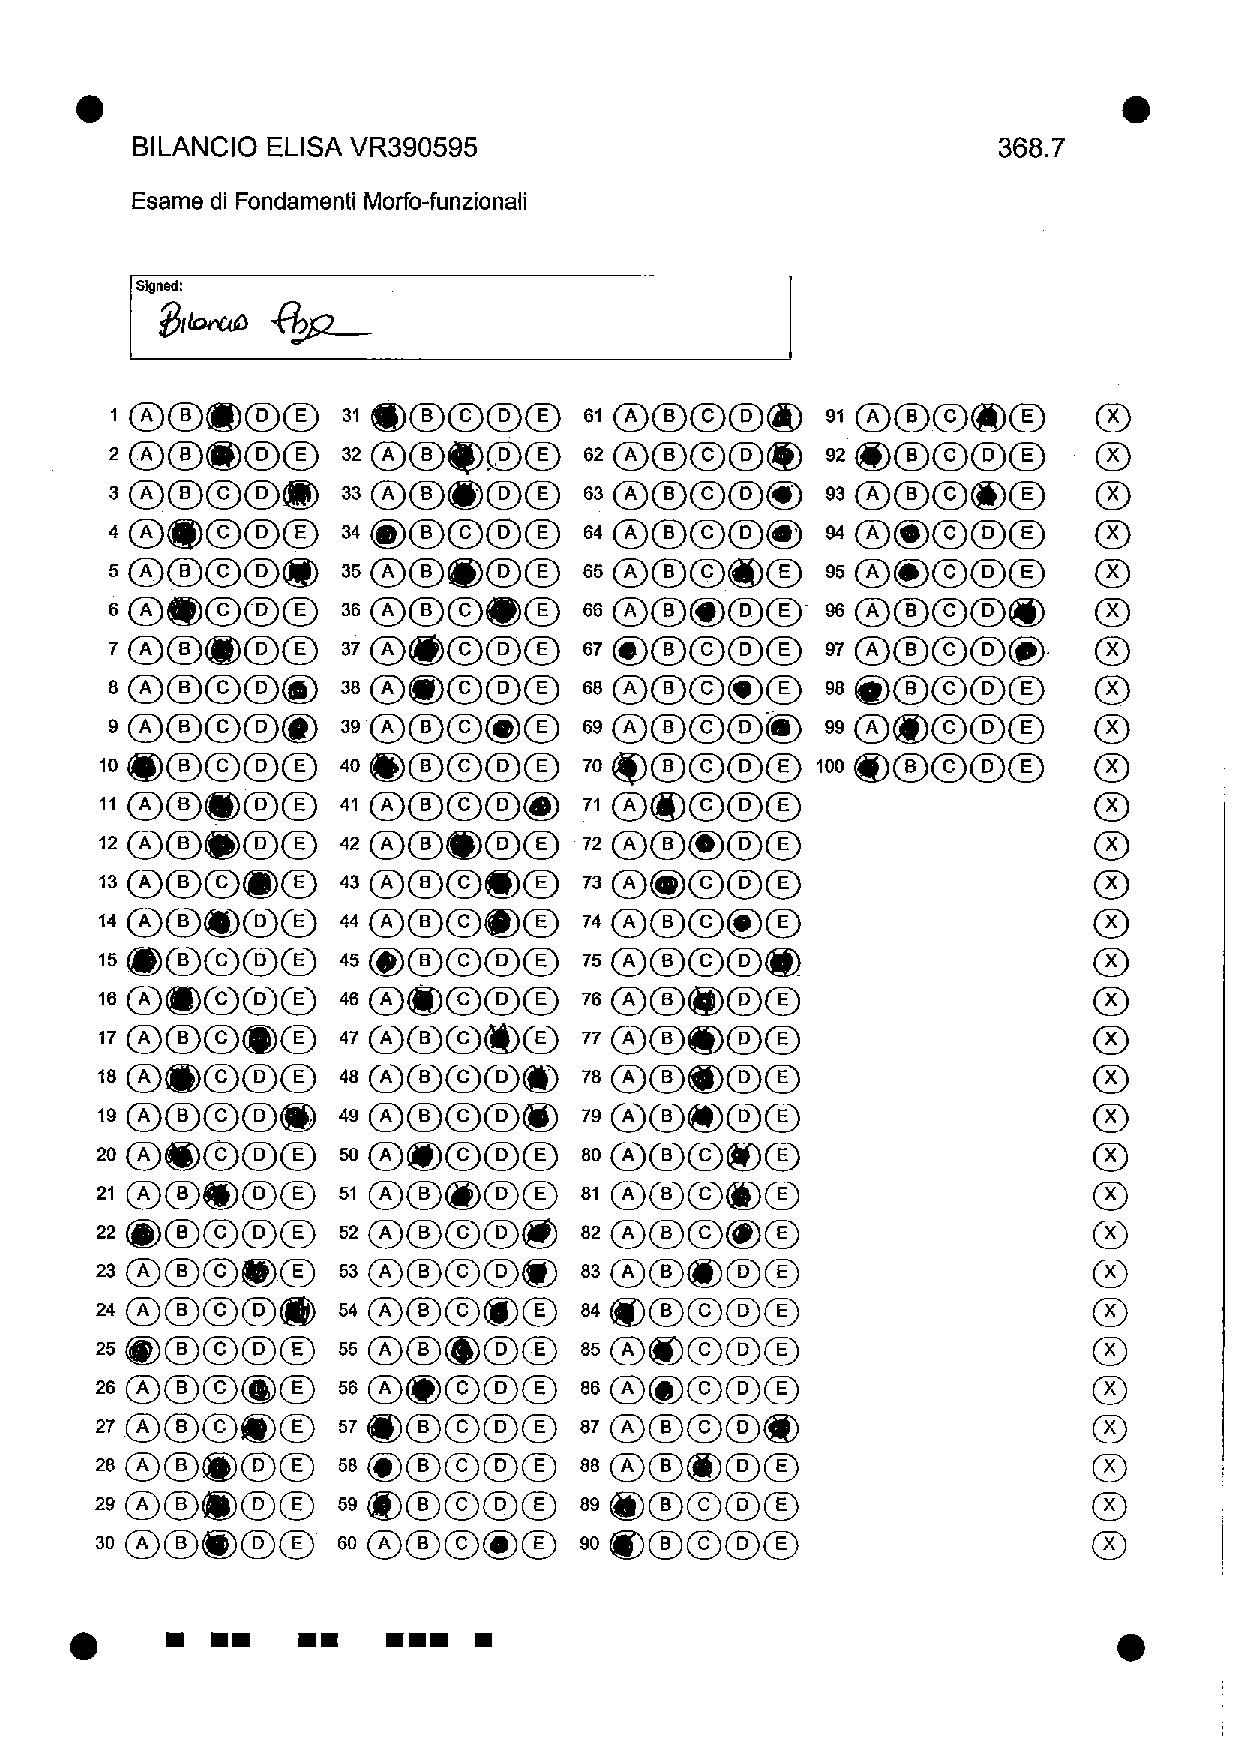 BILANCIO ELISA VR390595 368.7
Esame di Fondamenti Morfo-funzionali
Signed:
Bilancio
1 A B D E 31 B C D E 61 A B C D 91 A B C E X
2 A B D E 32 A B D E 62 A B C D 92 B C D E X
3 A B C D 33 A B D E 63 A B C D 93 A B C E X
4 A C D E 34 B C D E 64 A B C D 94 A C D E X
5 A B C D 35 A B D E 65 A B C E 95 A C D E X
6 A C D E 36 A B C E 66 A B D E 96 A B C D X
7 A B D E 37 A C D E 67 B C D E 97 A B C D X
8 A B C D 38 A C D E 68 A B C E 98 B C D E X
9 A B C D 39 A B C E 69 A B C D 99 A C D E X
10 B C D E 40 B C D E 70 B C D E 100 B C D E X
11 A B D E 41 A B C D 71 A C D E X
12 A B D E 42 A B D E 72 A B D E X
13 A B C E 43 A B C E 73 A C D E X
14 A B D E 44 A B C E 74 A B C E X
15 B C D E 45 B C D E 75 A B C D X
16 A C D E 46 A C D E 76 A B D E X
17 A B C E 47 A B C E 77 A B D E X
18 A C D E 48 A B C D 78 A B D E X
19 A B C D 49 A B C D 79 A B D E X
20 A C D E 50 A C D E 80 A B C E X
21 A B D E 51 A B D E 81 A B C E X
22 B C D E 52 A B C D 82 A B C E X
23 A B C E 53 A B C D 83 A B D E X
24 A B C D 54 A B C E 84 B C D E X
25 B C D E 55 A B D E 85 A C D E X
26 A B C E 56 A C D E 86 A C D E X
27 A B C E 57 B C D E 87 A B C D X
28 A B D E 58 B C D E 88 A B D E X
29 A B D E 59 B C D E 89 B C D E X
30 A B D E 60 A B C E 90 B C D E X